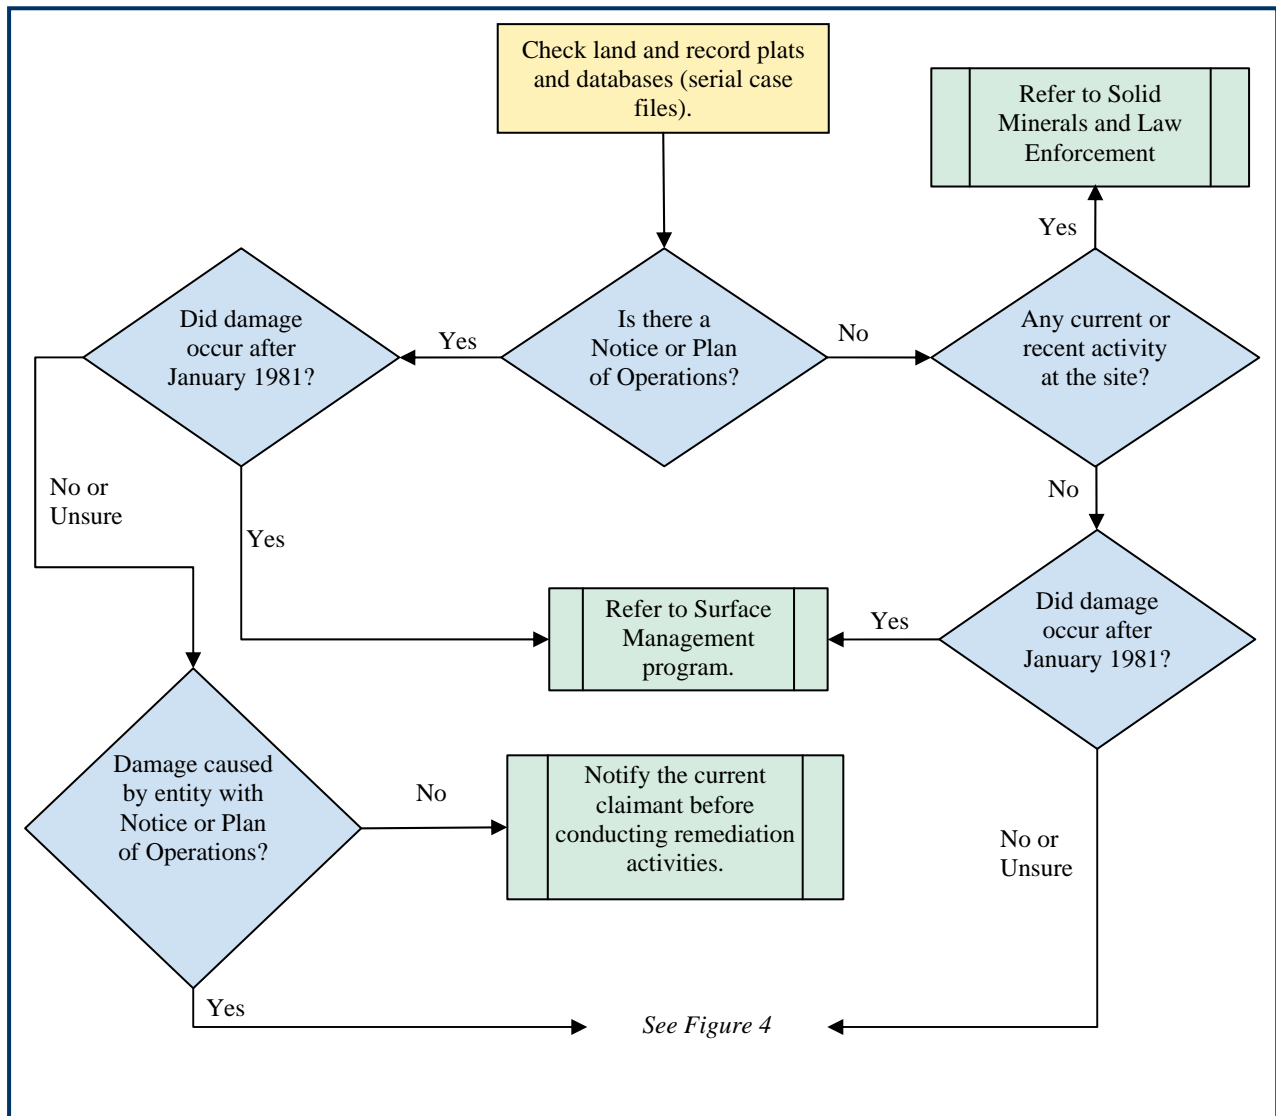 Check land and record plats
and databases (serial case
files).
Refer to Solid
Minerals and Law
Enforcement
Yes
Did damage
occur after
January 1981?
Yes
Is there a
Notice or Plan
of Operations?
No
Any current or
recent activity
at the site?
No or
Unsure
Yes
No
Refer to Surface
Management
program.
Yes
Did damage
occur after
January 1981?
Damage caused
by entity with
Notice or Plan
of Operations?
No
Notify the current
claimant before
conducting remediation
activities.
No or
Unsure
Yes
See Figure 4